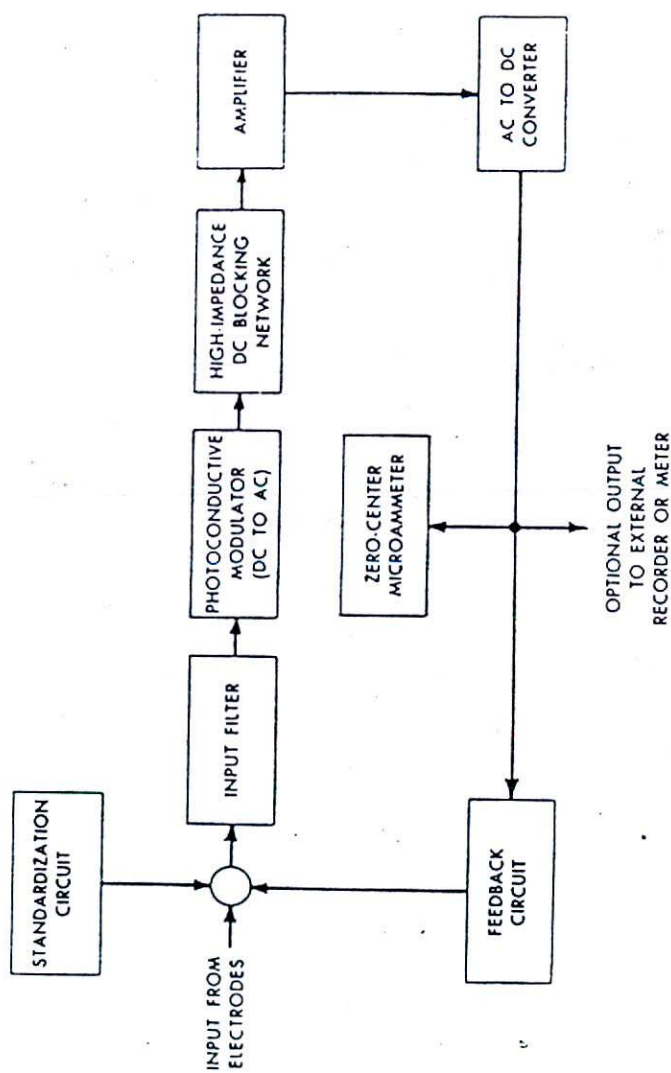 STANDARDIZATION
CIRCUIT
INPUT FROM
ELECTRODES
INPUT FILTER
PHOTOCONDUCTIVE
MODULATOR
(DC TO AC)
HIGH-IMPEDANCE
DC BLOCKING
NETWORK
AMPLIFIER
AC TO DC
CONVERTER
ZERO-CENTER
MICROAMMETER
OPTIONAL OUTPUT
TO EXTERNAL
RECORDER OR METER
FEEDBACK
CIRCUIT